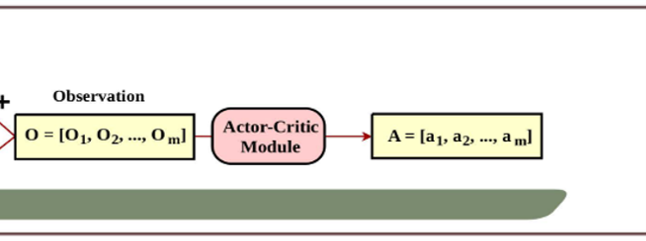 Observation
+
O = [O1, O2, ..., Om]
Actor-Critic
Module
A = [a1, a2, ..., am]